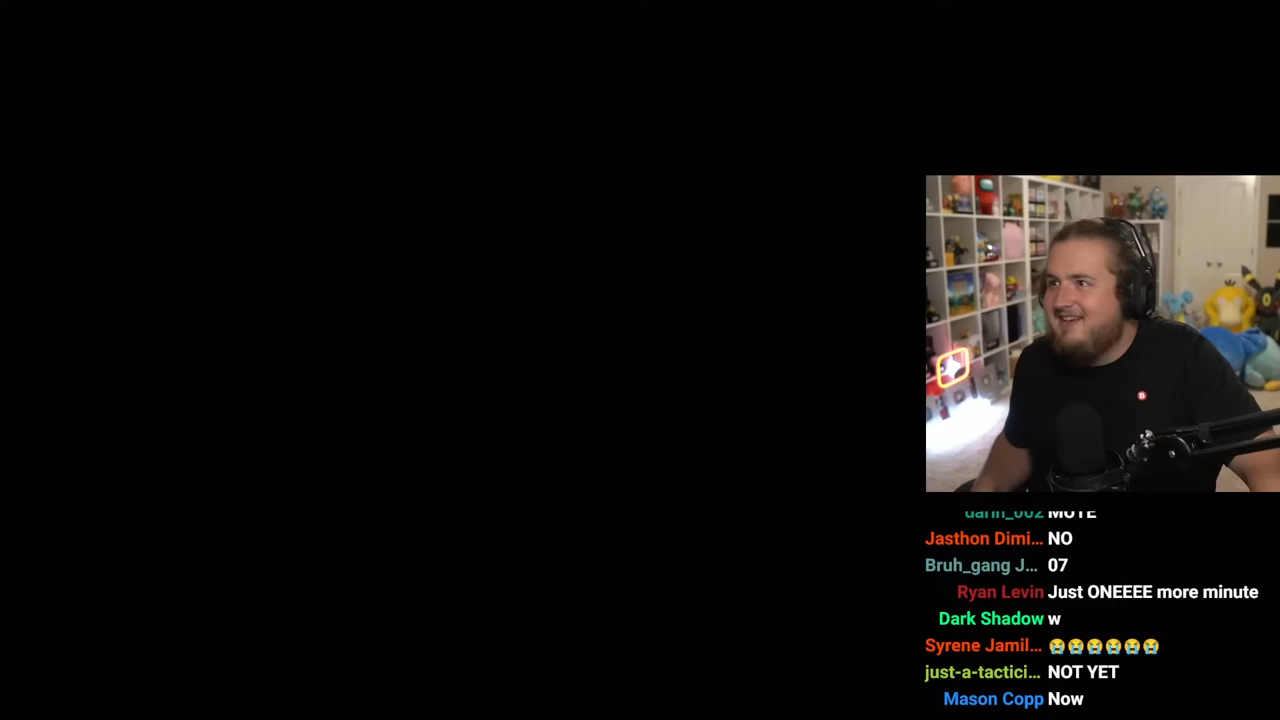 MUTE
Jasthon Dimi... NO
Bruh_gang J... 07
Ryan Levin Just ONEEEE more minute
Dark Shadow w
Syrene Jamil... 😭😭😭😭😭😭
just-a-tactici... NOT YET
Mason Copp Now